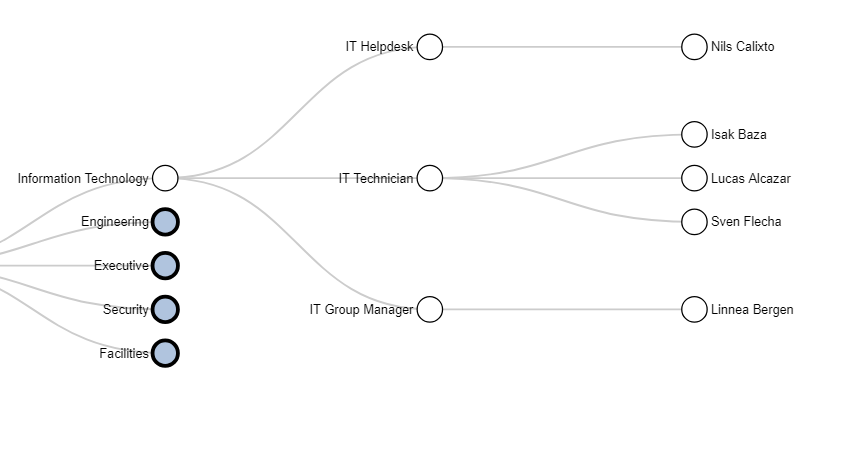 IT Helpdesk
Nils Calixto
Isak Baza
Information Technology
IT Technician
Lucas Alcazar
Engineering
Sven Flecha
Executive
Security
IT Group Manager
Linnea Bergen
Facilities